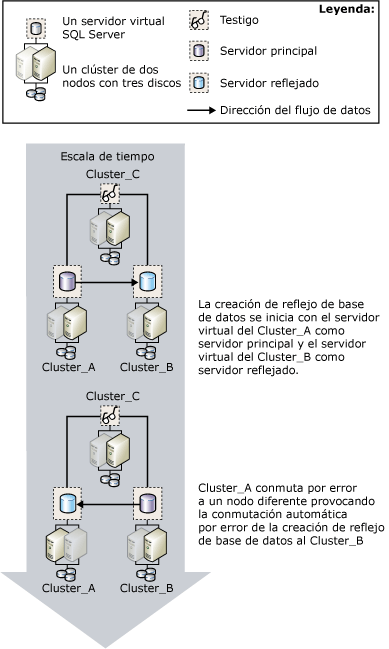 Leyenda:
Un servidor virtual
SQL Server
Un clúster de dos
nodos con tres discos
Testigo
Servidor principal
Servidor reflejado
Dirección del flujo de datos
Escala de tiempo
Cluster_C
Cluster_A
Cluster_B
La creación de reflejo de base
de datos se inicia con el servidor
virtual del Cluster_A como
servidor principal y el servidor
virtual del Cluster_B como
servidor reflejado.
Cluster_C
Cluster_A
Cluster_B
Cluster_A conmuta por error
a un nodo diferente provocando
la conmutación automática
por error de la creación de reflejo
de base de datos al Cluster_B